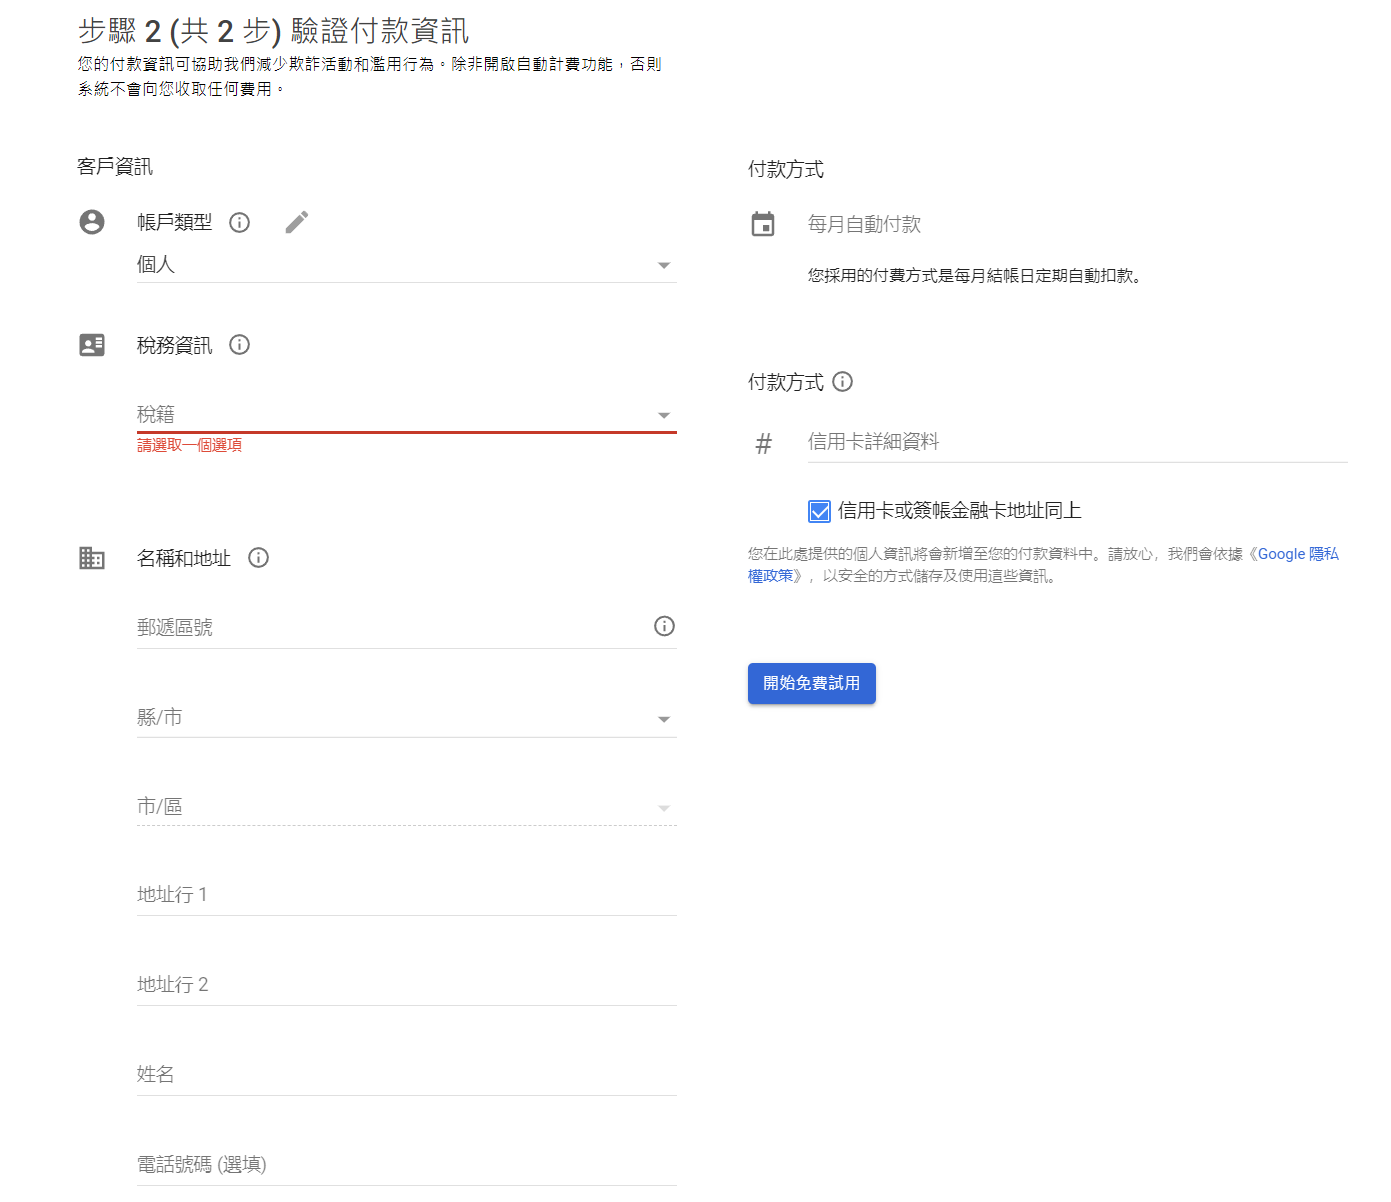 步驟 2 (共 2 步) 驗證付款資訊
您的付款資訊可協助我們減少欺詐活動和濫用行為。除非開啟自動計費功能，否則
系統不會向您收取任何費用。
客戶資訊
帳戶類型
個人
稅務資訊
稅籍
請選取一個選項
名稱和地址
郵遞區號
縣/市
市/區
地址行 1
地址行 2
姓名
電話號碼 (選填)
付款方式
每月自動付款
您採用的付費方式是每月結帳日定期自動扣款。
付款方式
# 信用卡詳細資料
信用卡或簽帳金融卡地址同上
您在此處提供的個人資訊將會新增至您的付款資料中。請放心，我們會依據《Google 隱私
權政策》，以安全的方式儲存及使用這些資訊。
開始免費試用